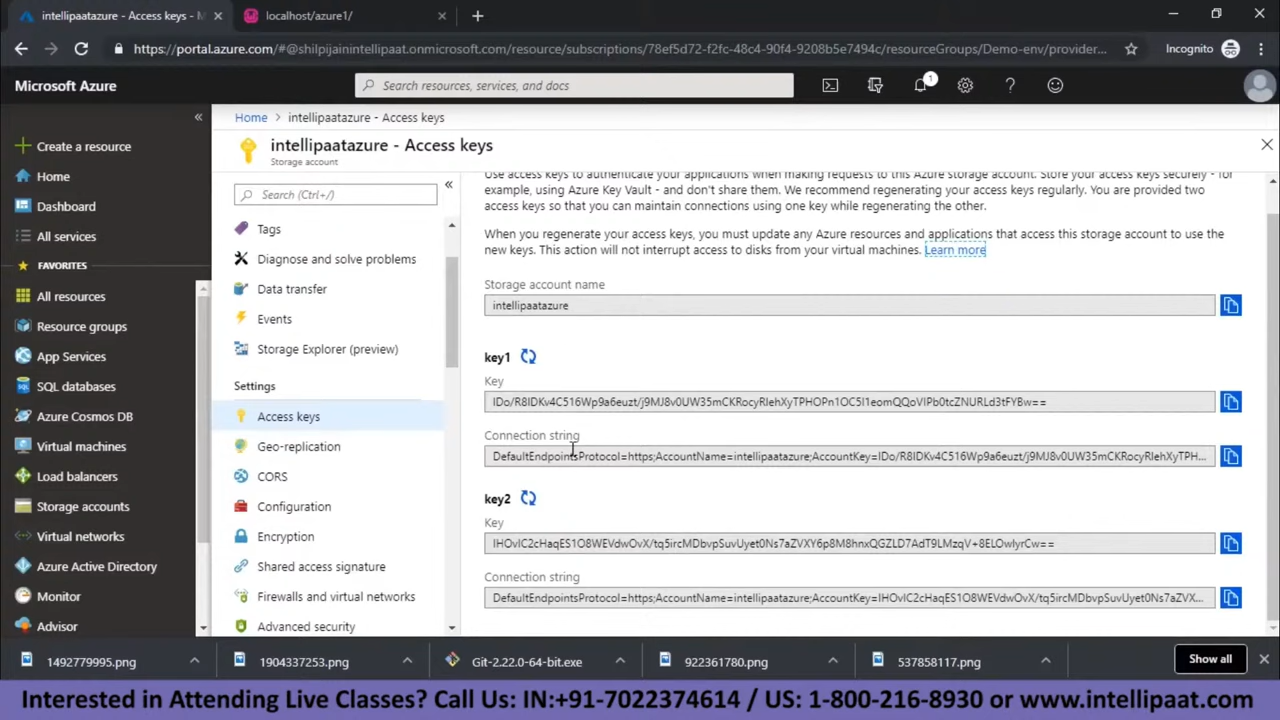 intellipaatazure - Access keys - M
localhost/azure1/
https://portal.azure.com/#@shilpijainintellipaat.onmicrosoft.com/resource/subscriptions/78ef5d72-f2fc-48c4-90f4-9208b5e7494c/resourceGroups/Demo-env/provider...
Incognito
Microsoft Azure
Search resources, services, and docs
1
Home > intellipaatazure - Access keys
Create a resource
Home
Dashboard
All services
FAVORITES
All resources
Resource groups
App Services
SQL databases
Azure Cosmos DB
Virtual machines
Load balancers
Storage accounts
Virtual networks
Azure Active Directory
Monitor
Advisor
intellipaatazure - Access keys
Storage account
Search (Ctrl+/)
Tags
Diagnose and solve problems
Data transfer
Events
Storage Explorer (preview)
Settings
Access keys
Geo-replication
CORS
Configuration
Encryption
Shared access signature
Firewalls and virtual networks
Advanced security
Use access keys to authenticate your applications when making requests to this Azure storage account. Store your access keys securely - for
example, using Azure Key Vault - and don't share them. We recommend regenerating your access keys regularly. You are provided two
access keys so that you can maintain connections using one key while regenerating the other.
When you regenerate your access keys, you must update any Azure resources and applications that access this storage account to use the
new keys. This action will not interrupt access to disks from your virtual machines. Learn more
Storage account name
intellipaatazure
key1
Key
Connection string
key2
Key
Connection string
1492779995.png
1904337253.png
Git-2.22.0-64-bit.exe
922361780.png
537858117.png
Show all
Interested in Attending Live Classes? Call Us: IN:+91-7022374614 / US: 1-800-216-8930 or www.intellipaat.com